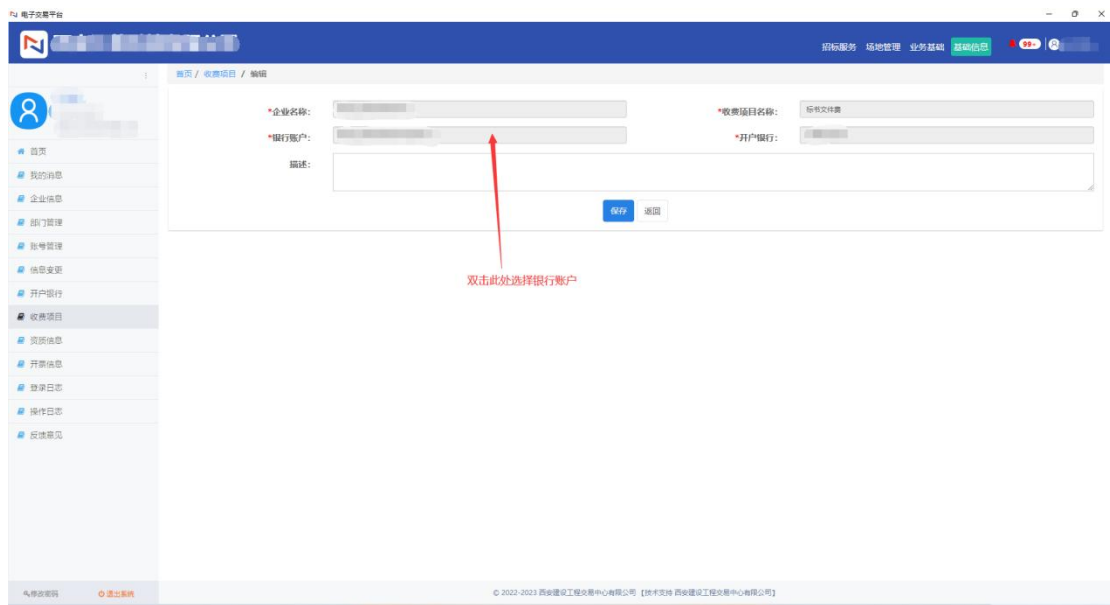 电子交易平台
招标服务 场地管理 业务基础 基础信息 99+
首页 / 收费项目 / 编辑
*企业名称: *收费项目名称: 标书文件费
*银行账户: *开户银行:
描述:
保存 返回
双击此处选择银行账户
首页
我的消息
企业信息
部门管理
账号管理
信息变更
开户银行
收费项目
资质信息
开票信息
登录日志
操作日志
反馈意见
修改密码 退出系统
© 2022-2023 西安建设工程交易中心有限公司 【技术支持 西安建设工程交易中心有限公司】